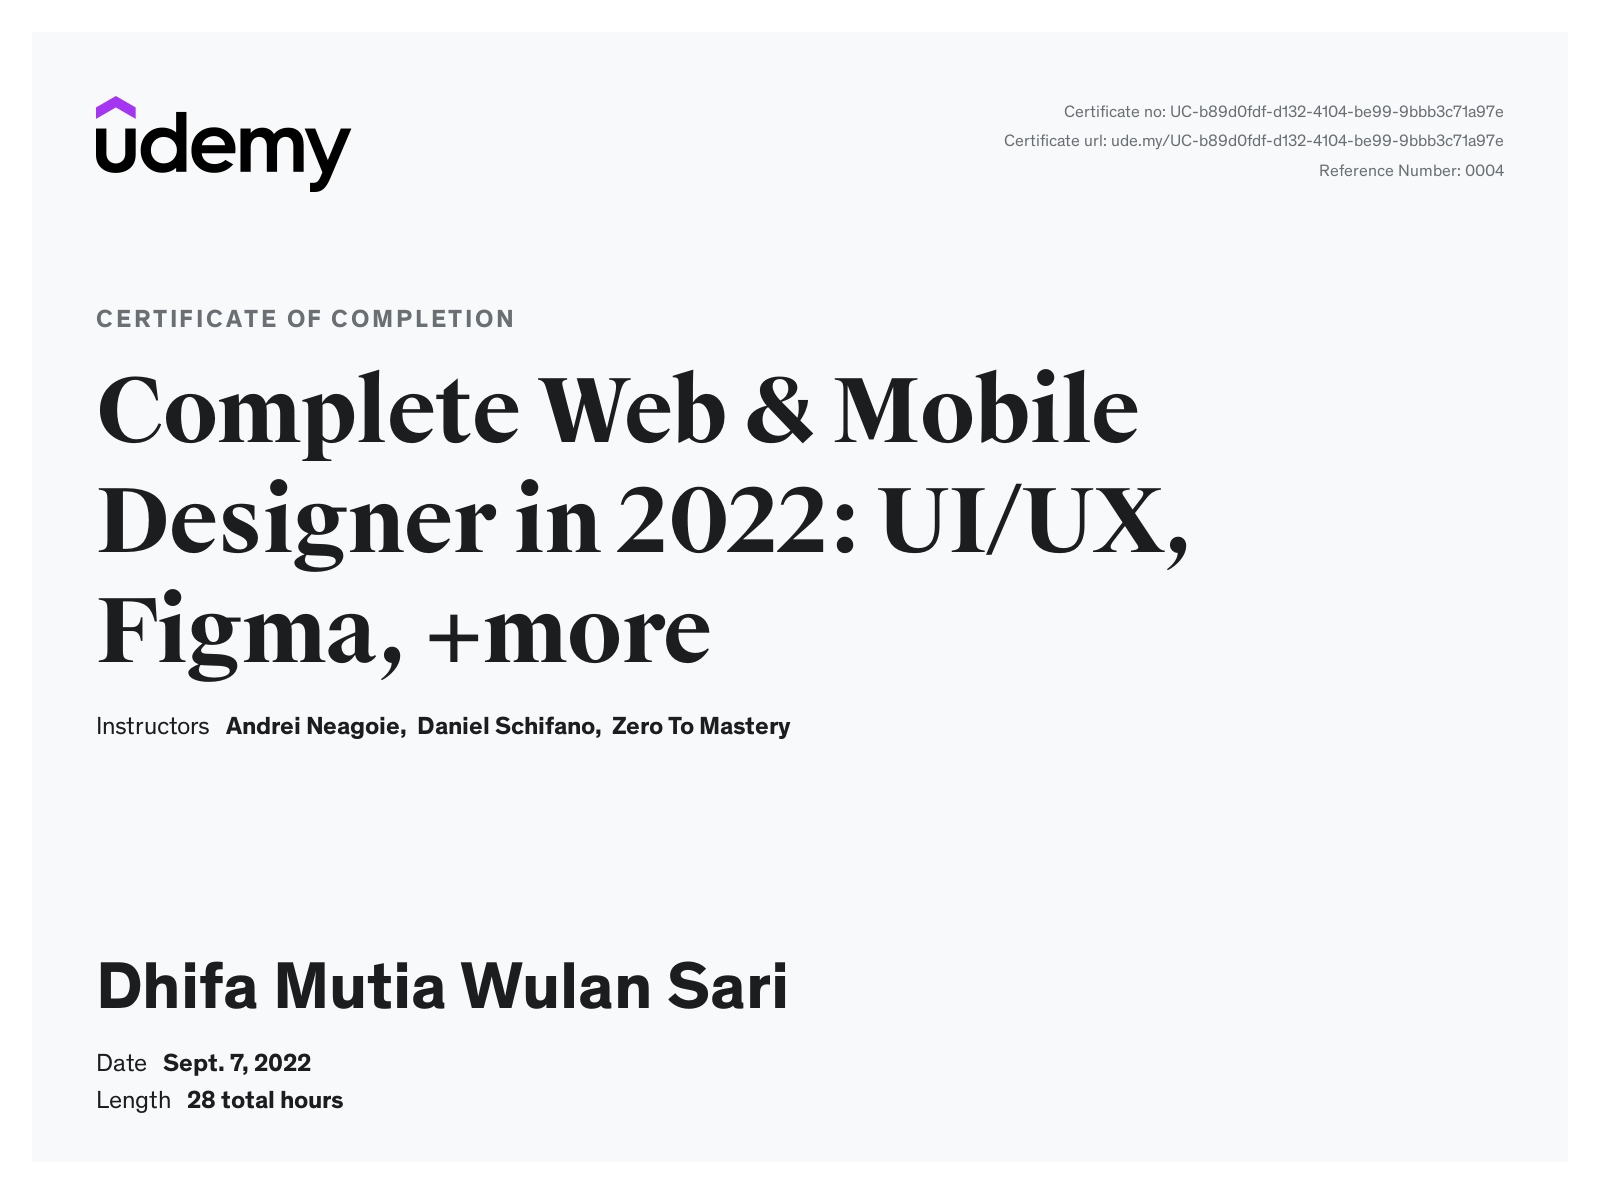 udemy
Certificate no: UC-b89d0fdf-d132-4104-be99-9bbb3c71a97e
Certificate url: ude.my/UC-b89d0fdf-d132-4104-be99-9bbb3c71a97e
Reference Number: 0004
CERTIFICATE OF COMPLETION
Complete Web & Mobile
Designer in 2022: UI/UX,
Figma, +more
Instructors Andrei Neagoie, Daniel Schifano, Zero To Mastery
Dhifa Mutia Wulan Sari
Date Sept. 7, 2022
Length 28 total hours